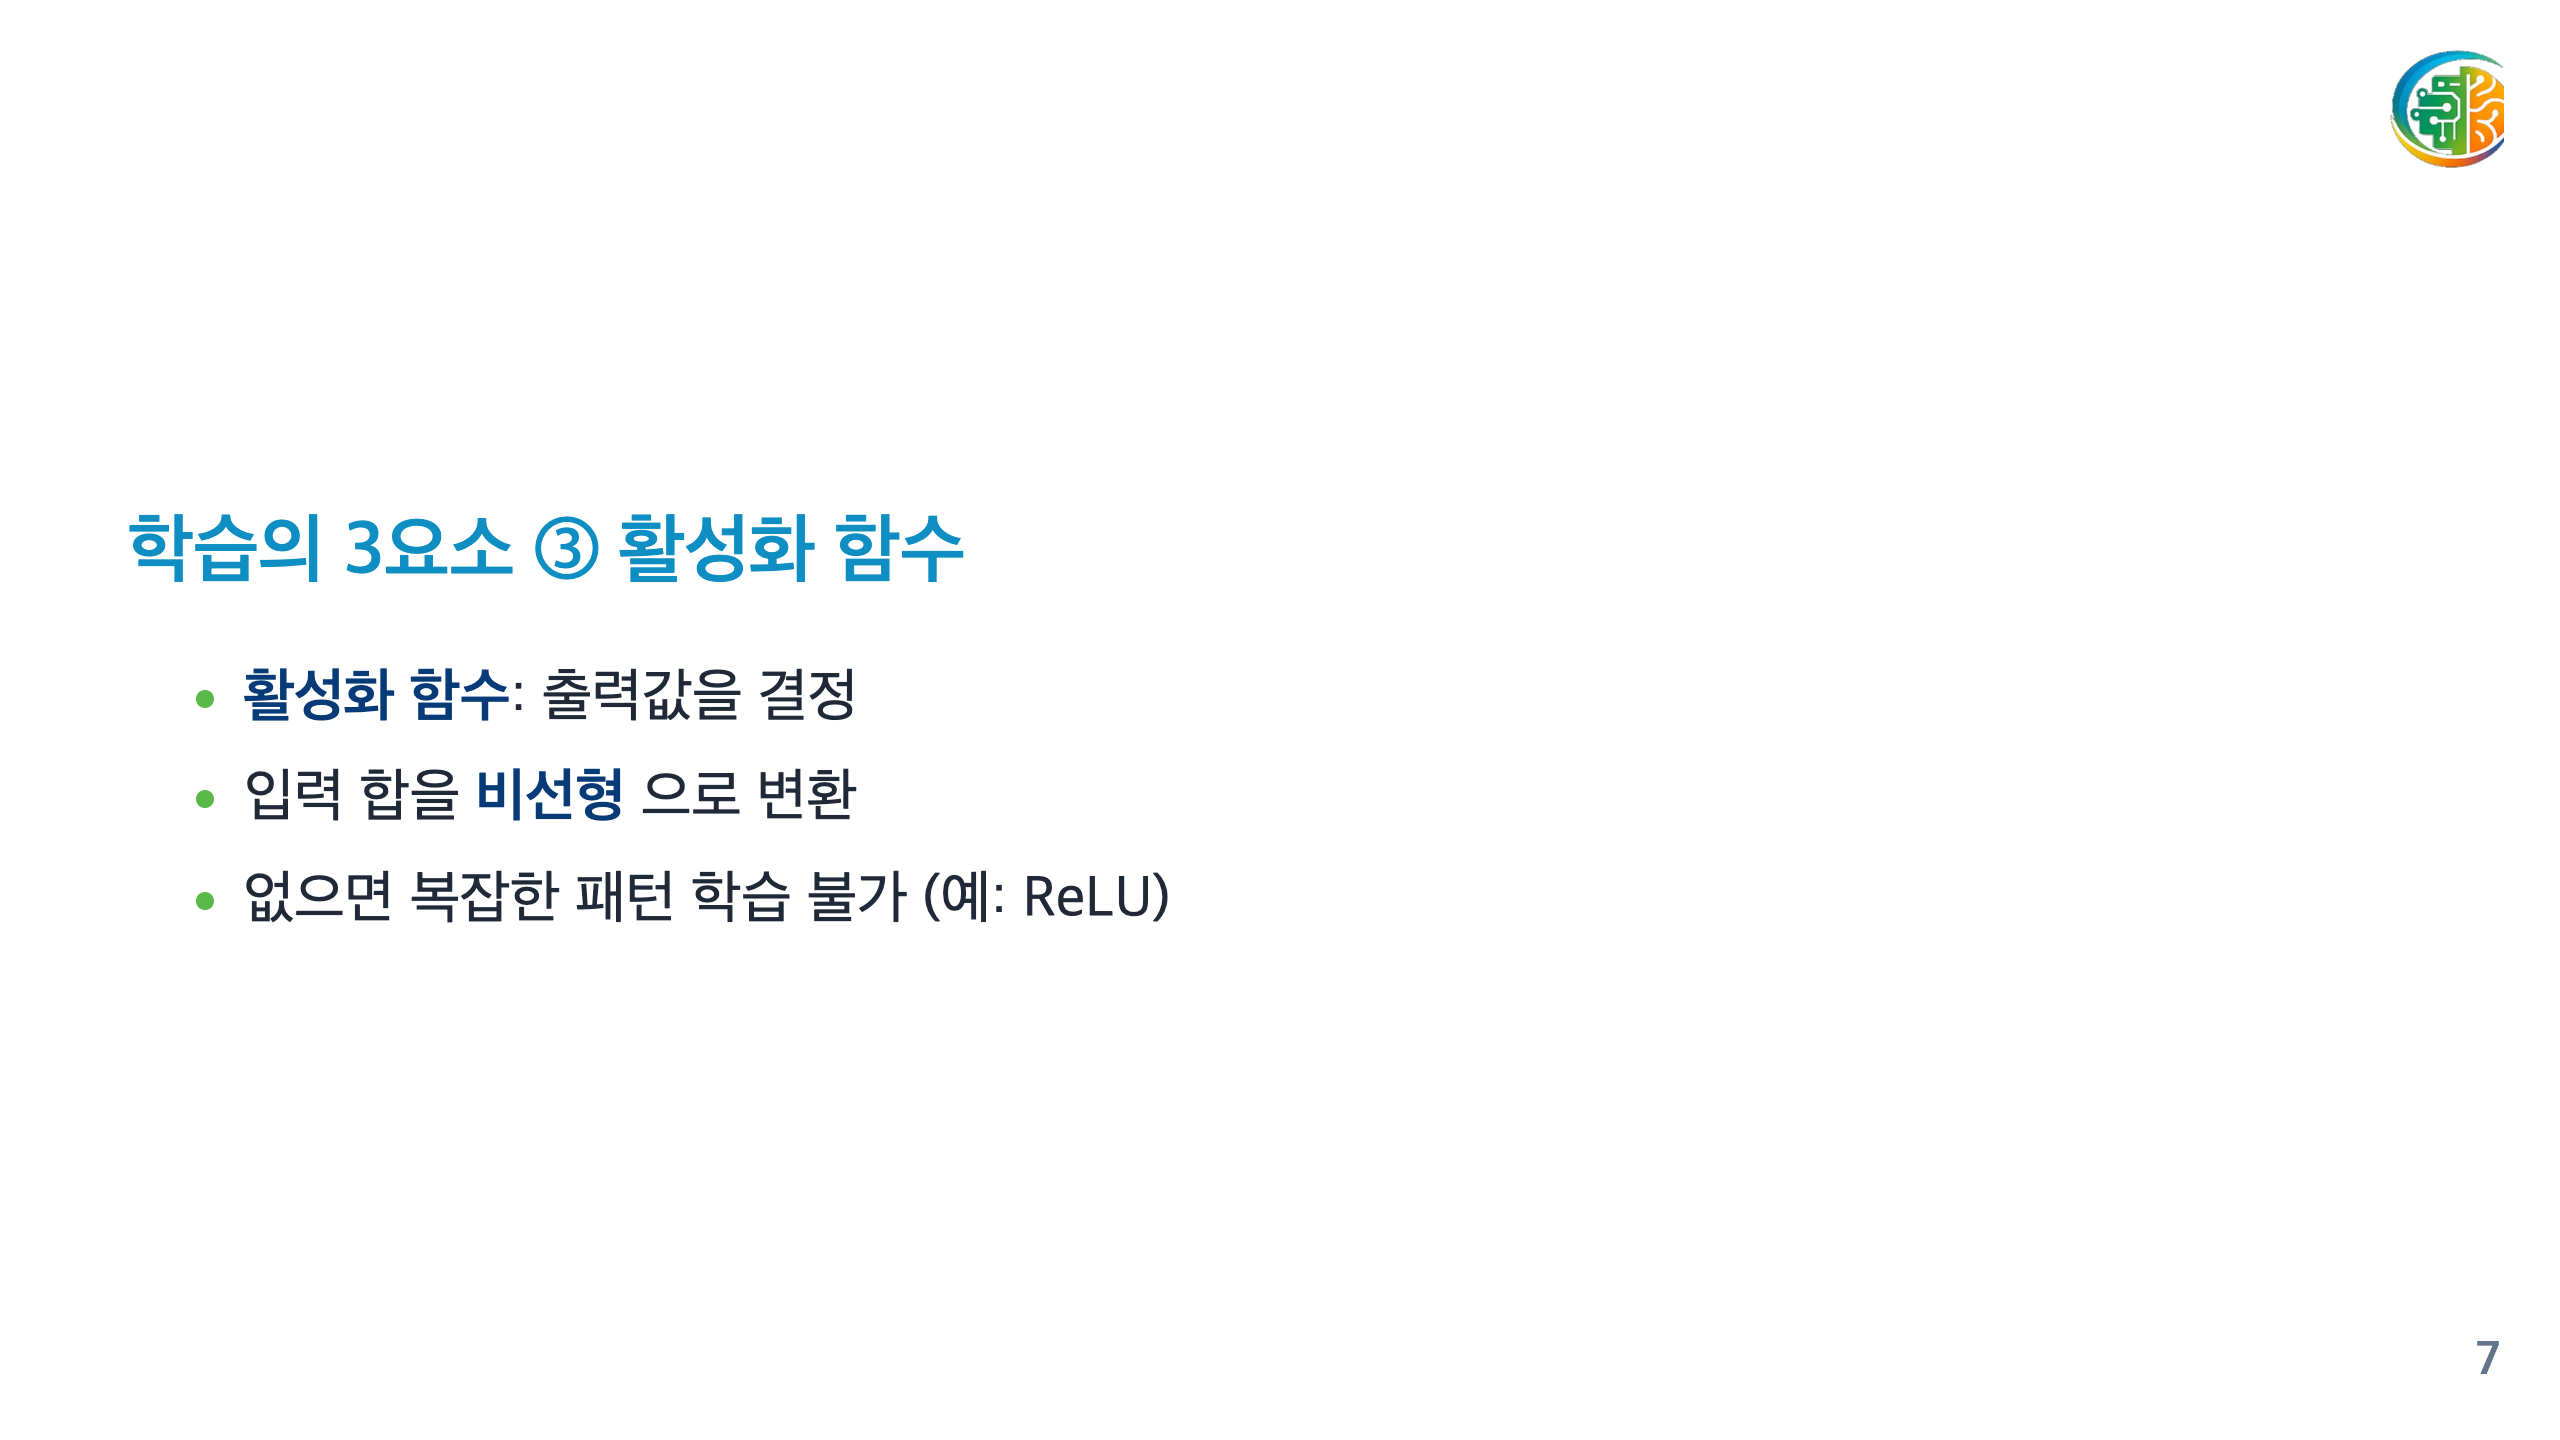 학습의 3요소 ③ 활성화 함수
• 활성화 함수: 출력값을 결정
• 입력 합을 비선형 으로 변환
• 없으면 복잡한 패턴 학습 불가 (예: ReLU)
7